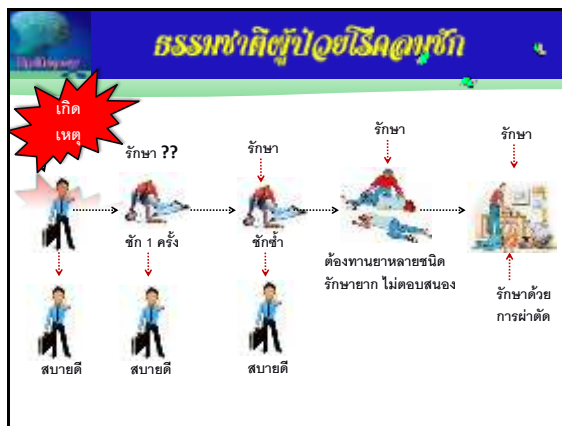 ธรรมชาติผู้ป่วยโรคลมชัก
Epilepsy
เกิด
เหตุ
รักษา ??
รักษา
รักษา
รักษา
ชัก 1 ครั้ง
ชักซ้ำ
ต้องทานยาหลายชนิด
รักษายาก ไม่ตอบสนอง
รักษาด้วย
การผ่าตัด
สบายดี
สบายดี
สบายดี